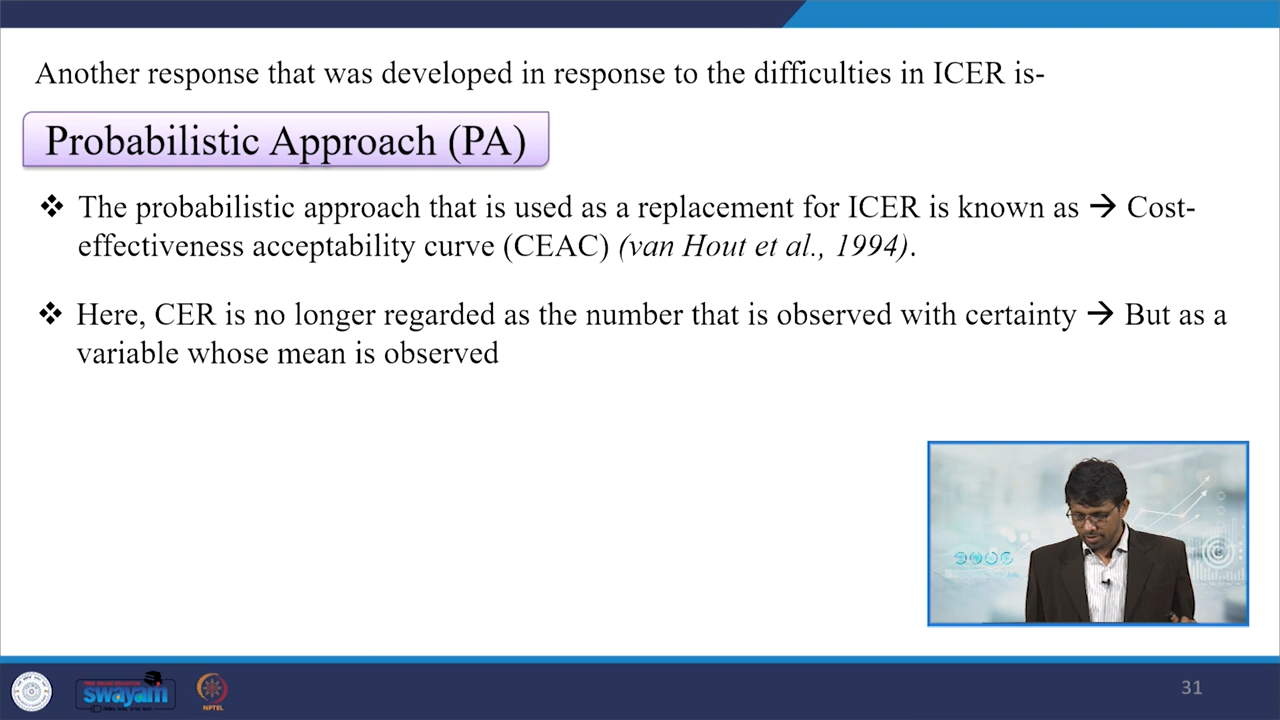 Another response that was developed in response to the difficulties in ICER is-
Probabilistic Approach (PA)
❖ The probabilistic approach that is used as a replacement for ICER is known as → Cost-
effectiveness acceptability curve (CEAC) (van Hout et al., 1994).
❖ Here, CER is no longer regarded as the number that is observed with certainty → But as a
variable whose mean is observed
swayam
NPTEL
31